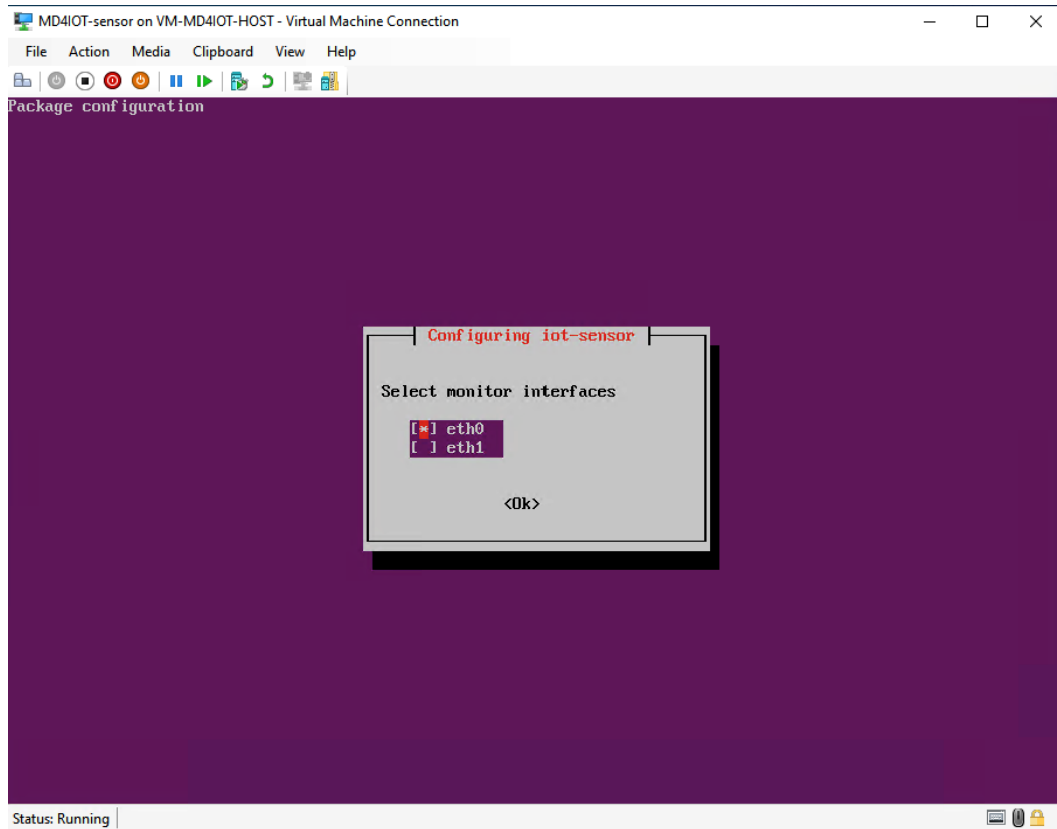 MD4IOT-sensor on VM-MD4IOT-HOST - Virtual Machine Connection
File Action Media Clipboard View Help
Package configuration
Configuring iot-sensor
Select monitor interfaces
[*] eth0
[ ] eth1
<Ok>
Status: Running